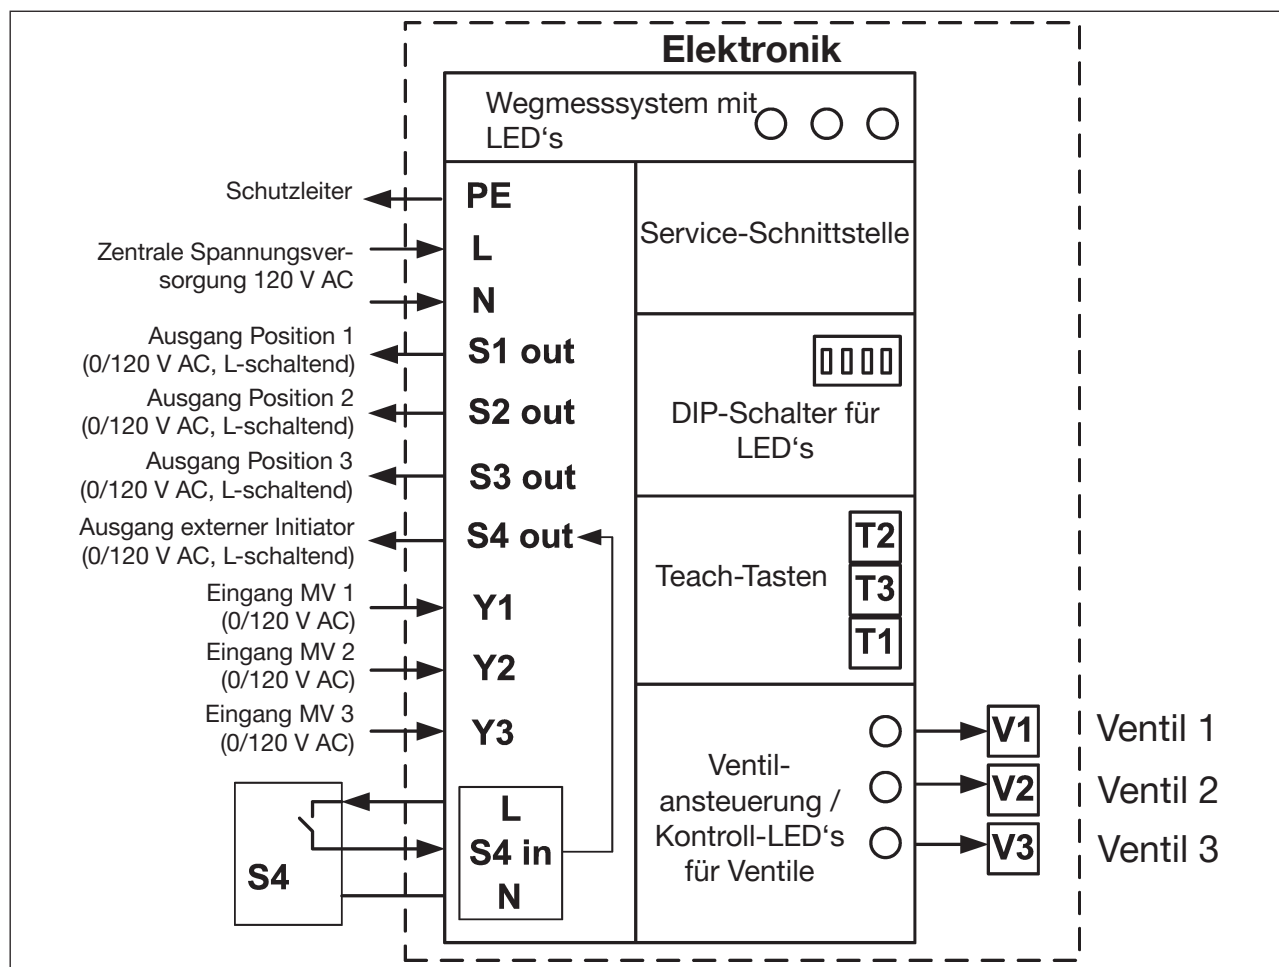 Elektronik
Wegmesssystem mit
LED‘s
Schutzleiter
PE
Zentrale Spannungsver-
sorgung 120 V AC
L
N
Ausgang Position 1
(0/120 V AC, L-schaltend)
S1 out
Ausgang Position 2
(0/120 V AC, L-schaltend)
S2 out
Ausgang Position 3
(0/120 V AC, L-schaltend)
S3 out
Ausgang externer Initiator
(0/120 V AC, L-schaltend)
S4 out
Eingang MV 1
(0/120 V AC)
Y1
Eingang MV 2
(0/120 V AC)
Y2
Eingang MV 3
(0/120 V AC)
Y3
S4
L
S4 in
N
Service-Schnittstelle
DIP-Schalter für
LED‘s
Teach-Tasten
T2
T3
T1
Ventil-
ansteuerung /
Kontroll-LED‘s
für Ventile
V1
Ventil 1
V2
Ventil 2
V3
Ventil 3